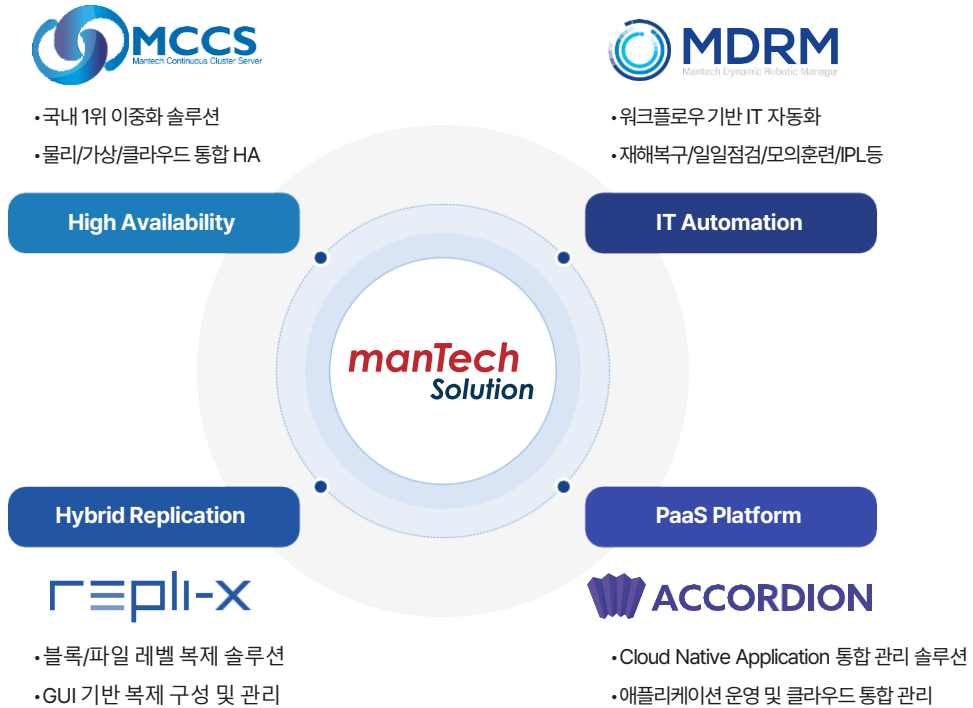 MCCS
Mantech Continuous Cluster Server
•국내 1위 이중화 솔루션
•물리/가상/클라우드 통합 HA
High Availability
MDRM
Mantech Dynamic Robotic Manager
•워크플로우 기반 IT 자동화
•재해복구/일일점검/모의훈련/IPL등
IT Automation
manTech
Solution
Hybrid Replication
repli-x
•블록/파일 레벨 복제 솔루션
•GUI 기반 복제 구성 및 관리
PaaS Platform
ACCORDION
•Cloud Native Application 통합 관리 솔루션
•애플리케이션 운영 및 클라우드 통합 관리